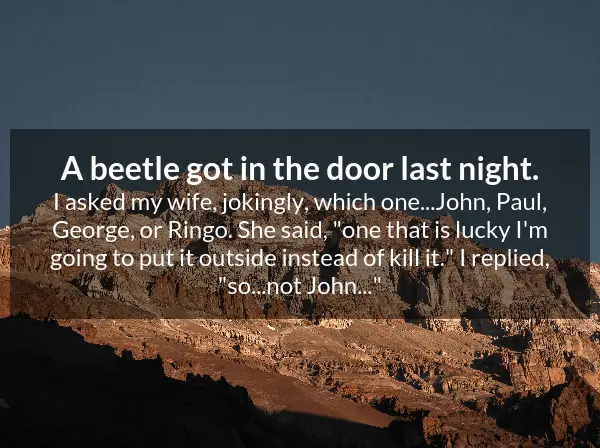 A beetle got in the door last night.
I asked my wife, jokingly, which one...John, Paul,
George, or Ringo. She said, "one that is lucky I'm
going to put it outside instead of kill it." I replied,
"so...not John..."